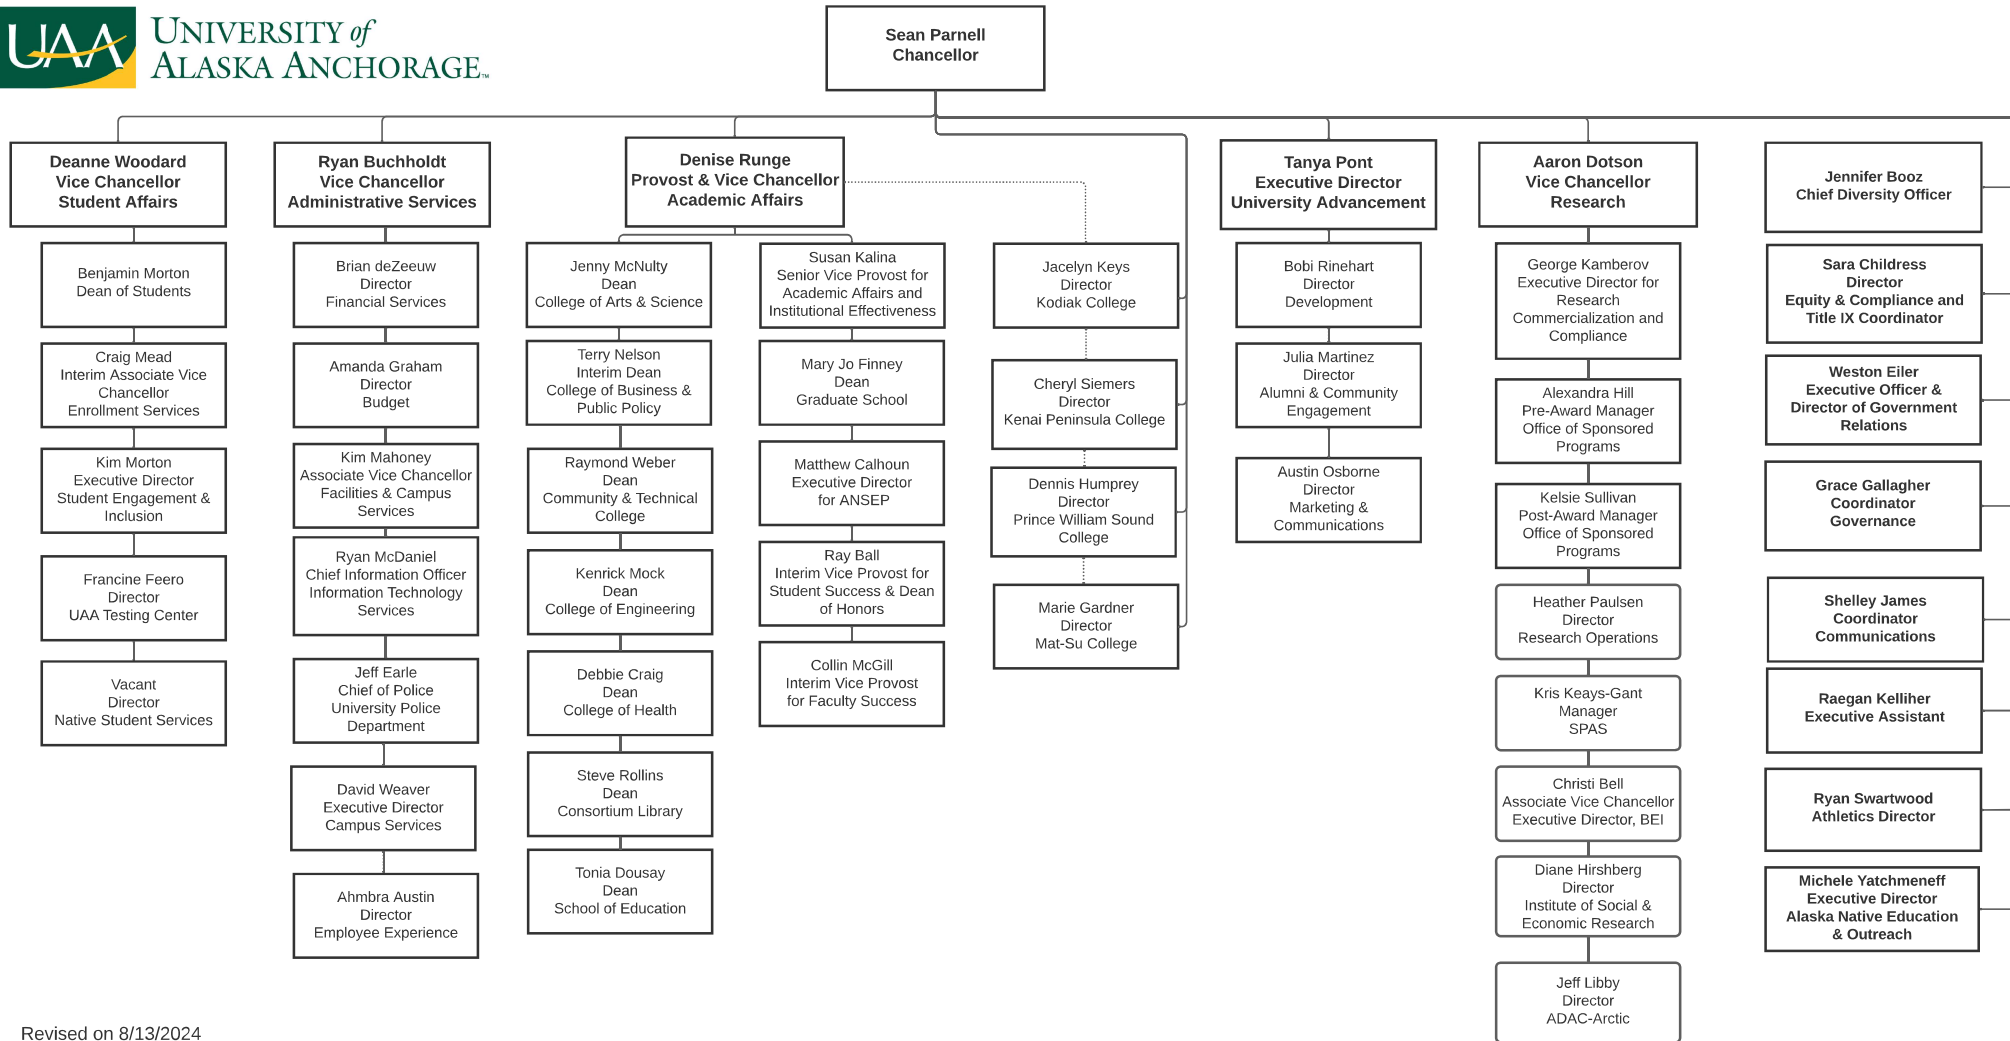 UAA
UNIVERSITY of
ALASKA ANCHORAGE™
Sean Parnell
Chancellor
Deanne Woodard
Vice Chancellor
Student Affairs
Benjamin Morton
Dean of Students
Craig Mead
Interim Associate Vice
Chancellor
Enrollment Services
Kim Morton
Executive Director
Student Engagement &
Inclusion
Francine Feero
Director
UAA Testing Center
Vacant
Director
Native Student Services
Ryan Buchholdt
Vice Chancellor
Administrative Services
Brian deZeeuw
Director
Financial Services
Amanda Graham
Director
Budget
Kim Mahoney
Associate Vice Chancellor
Facilities & Campus
Services
Ryan McDaniel
Chief Information Officer
Information Technology
Services
Jeff Earle
Chief of Police
University Police
Department
David Weaver
Executive Director
Campus Services
Ahmbra Austin
Director
Employee Experience
Denise Runge
Provost & Vice Chancellor
Academic Affairs
Jenny McNulty
Dean
College of Arts & Science
Terry Nelson
Interim Dean
College of Business &
Public Policy
Raymond Weber
Dean
Community & Technical
College
Kenrick Mock
Dean
College of Engineering
Debbie Craig
Dean
College of Health
Steve Rollins
Dean
Consortium Library
Tonia Dousay
Dean
School of Education
Susan Kalina
Senior Vice Provost for
Academic Affairs and
Institutional Effectiveness
Mary Jo Finney
Dean
Graduate School
Matthew Calhoun
Executive Director
for ANSEP
Ray Ball
Interim Vice Provost for
Student Success & Dean
of Honors
Collin McGill
Interim Vice Provost
for Faculty Success
Jacelyn Keys
Director
Kodiak College
Cheryl Siemers
Director
Kenai Peninsula College
Dennis Humprey
Director
Prince William Sound
College
Marie Gardner
Director
Mat-Su College
Tanya Pont
Executive Director
University Advancement
Bobi Rinehart
Director
Development
Julia Martinez
Director
Alumni & Community
Engagement
Austin Osborne
Director
Marketing &
Communications
Aaron Dotson
Vice Chancellor
Research
George Kamberov
Executive Director for
Research
Commercialization and
Compliance
Alexandra Hill
Pre-Award Manager
Office of Sponsored
Programs
Kelsie Sullivan
Post-Award Manager
Office of Sponsored
Programs
Heather Paulsen
Director
Research Operations
Kris Keays-Gant
Manager
SPAS
Christi Bell
Associate Vice Chancellor
Executive Director, BEI
Diane Hirshberg
Director
Institute of Social &
Economic Research
Jeff Libby
Director
ADAC-Arctic
Jennifer Booz
Chief Diversity Officer
Sara Childress
Director
Equity & Compliance and
Title IX Coordinator
Weston Eiler
Executive Officer &
Director of Government
Relations
Grace Gallagher
Coordinator
Governance
Shelley James
Coordinator
Communications
Raegan Kelliher
Executive Assistant
Ryan Swartwood
Athletics Director
Michele Yatchmeneff
Executive Director
Alaska Native Education
& Outreach
Revised on 8/13/2024